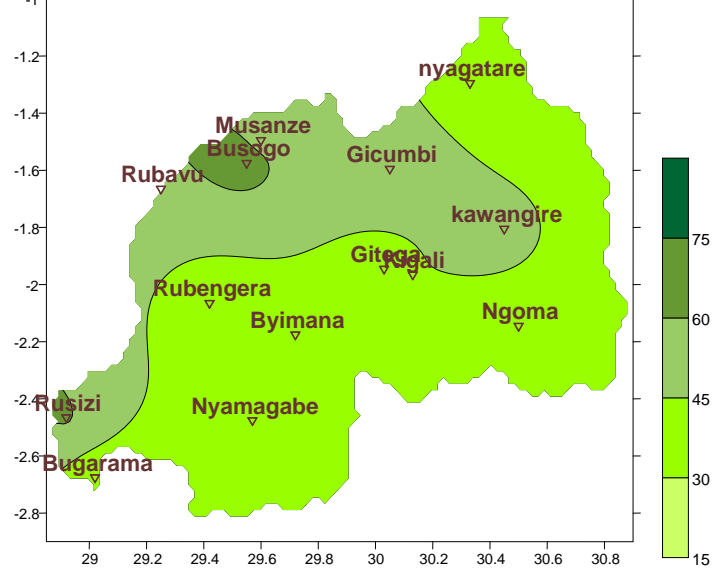 -1
-1.2
nyagatare
-1.4
Musanze
Busogo
Gicumbi
-1.6
Rubavu
kawangire
-1.8
75
Gitega
Kigali
-2
Rubengera
Ngoma
Byimana
60
-2.2
Rusizi
Nyamagabe
-2.4
45
Bugarama
-2.6
30
-2.8
15
29 29.2 29.4 29.6 29.8 30 30.2 30.4 30.6 30.8